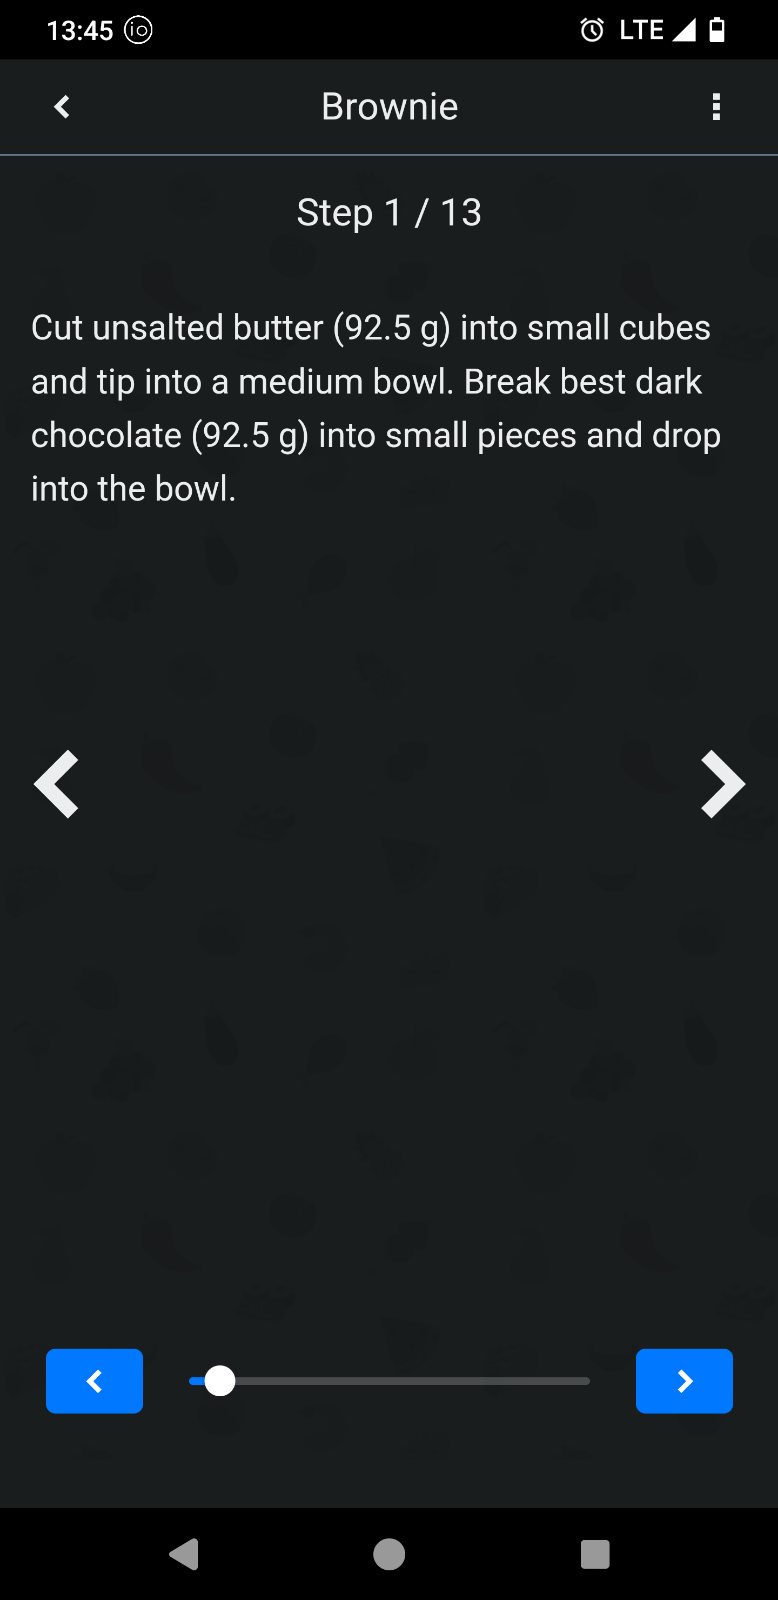 13:45 io LTE
Brownie
Step 1 / 13
Cut unsalted butter (92.5 g) into small cubes
and tip into a medium bowl. Break best dark
chocolate (92.5 g) into small pieces and drop
into the bowl.